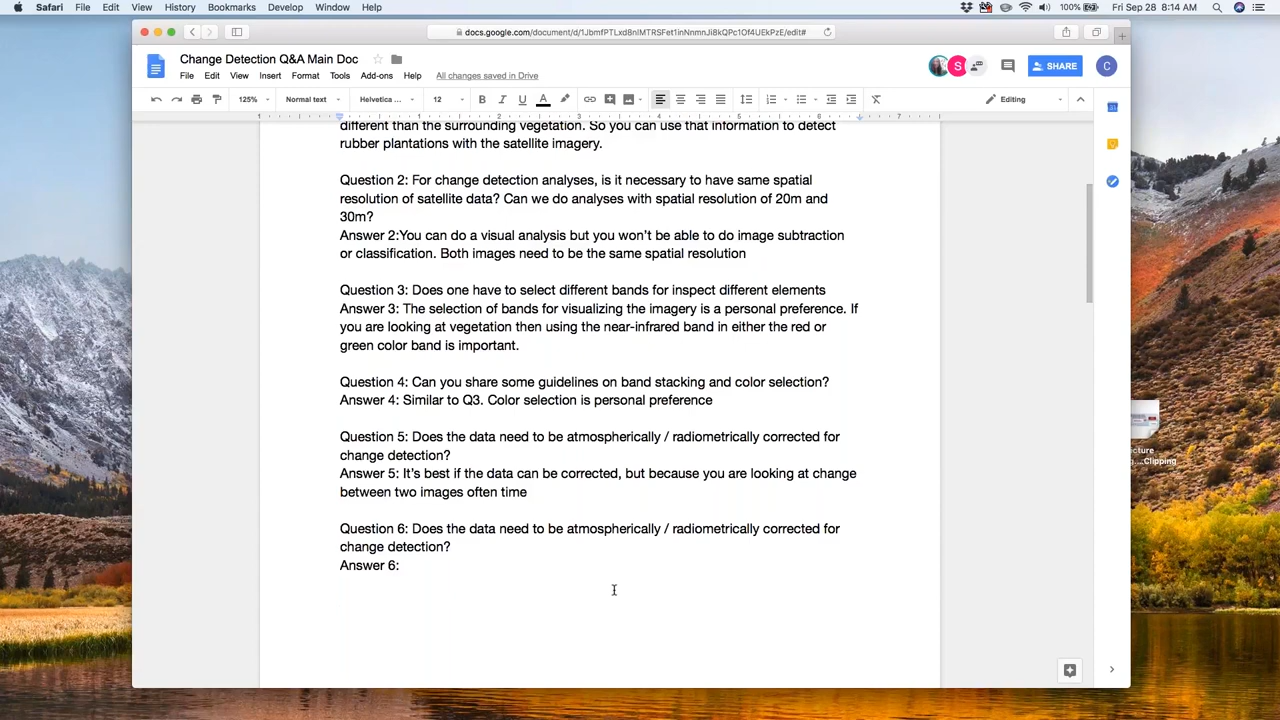 Safari File Edit View History Bookmarks Develop Window Help 100% Fri Sep 28 8:14 AM
docs.google.com/document/d/1JbmfPTLxd8nlMTRSFet1inNnmnJi8kQPc1Of4UEkPzE/edit#
Change Detection Q&A Main Doc
S
SHARE
C
File Edit View Insert Format Tools Add-ons Help All changes saved in Drive
125% Normal text Helvetica ... 12 B I U A Editing
1 1 2 3 4 5 6 7
different than the surrounding vegetation. So you can use that information to detect
rubber plantations with the satellite imagery.
Question 2: For change detection analyses, is it necessary to have same spatial
resolution of satellite data? Can we do analyses with spatial resolution of 20m and
30m?
Answer 2:You can do a visual analysis but you won't be able to do image subtraction
or classification. Both images need to be the same spatial resolution
Question 3: Does one have to select different bands for inspect different elements
Answer 3: The selection of bands for visualizing the imagery is a personal preference. If
you are looking at vegetation then using the near-infrared band in either the red or
green color band is important.
Question 4: Can you share some guidelines on band stacking and color selection?
Answer 4: Similar to Q3. Color selection is personal preference
Question 5: Does the data need to be atmospherically / radiometrically corrected for
change detection?
Answer 5: It's best if the data can be corrected, but because you are looking at change
between two images often time
Question 6: Does the data need to be atmospherically / radiometrically corrected for
change detection?
Answer 6:
ecture
....Clipping